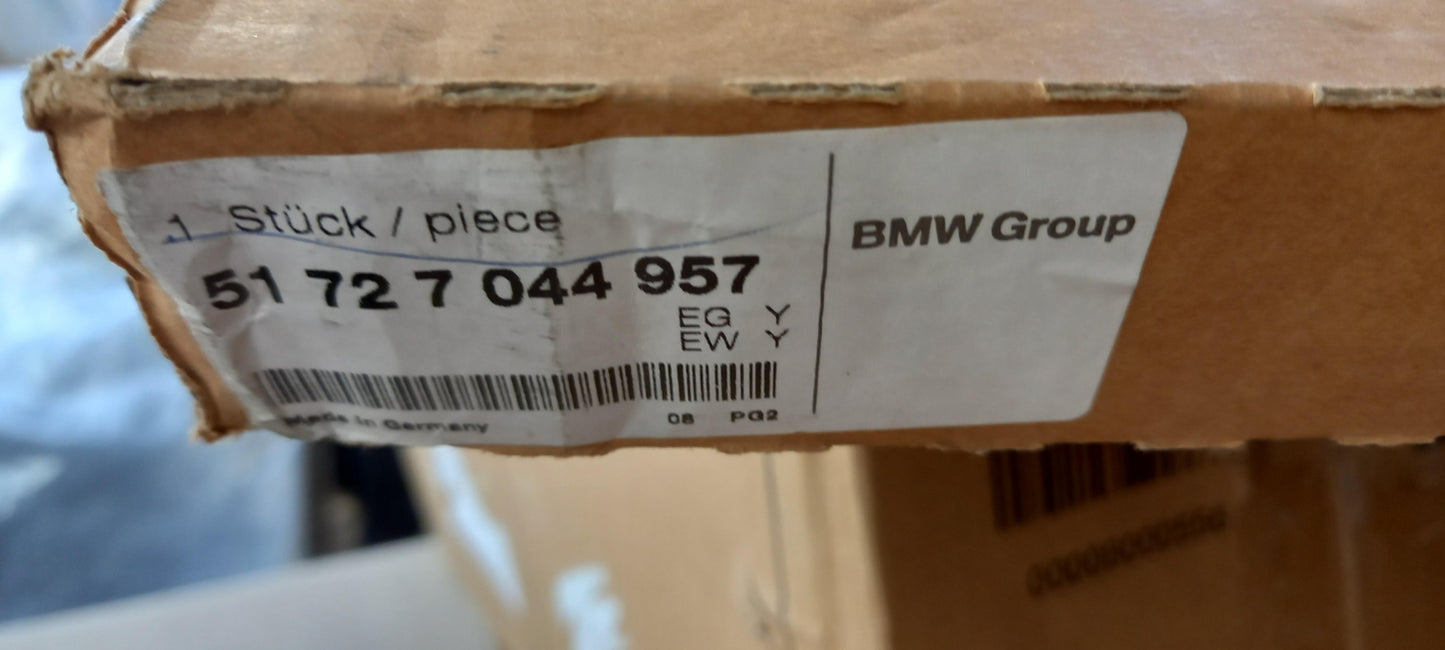 1 Stück / piece
51 72 7 044 957
EG Y
EW Y
Made in Germany
08 PG2
BMW Group